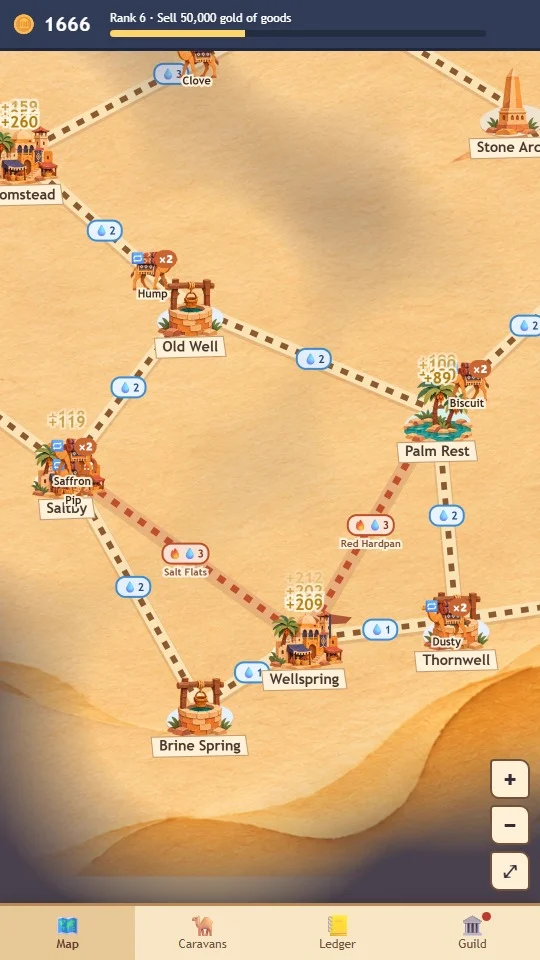 1666
Rank 6 · Sell 50,000 gold of goods
3
Clove
+260
Stone Arc
omstead
2
x2
Hump
2
Old Well
2
2
+89
x2
Biscuit
+119
x2
Saffron
Pip
Palm Rest
2
3
Red Hardpan
3
Salt Flats
2
+209
1
x2
Dusty
Thornwell
1
Wellspring
Brine Spring
+
−
Map
Caravans
Ledger
Guild